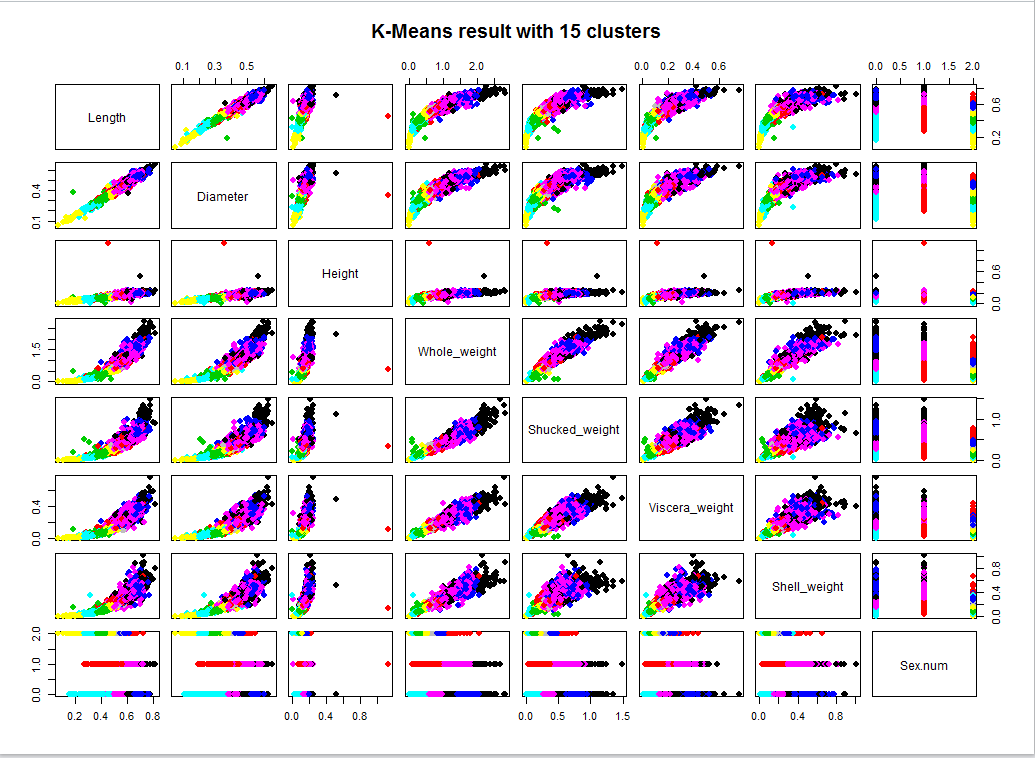 K-Means result with 15 clusters
0.1 0.3 0.5 0.0 1.0 2.0 0.0 0.2 0.4 0.6 0.0 0.5 1.0 1.5 2.0
Length
0.2 0.6
0.1 0.4
Diameter
Height
0.0 0.6
0.0 1.5
Whole_weight
Shucked_weight
0.0 1.0
0.0 0.4
Viscera_weight
Shell_weight
0.0 0.4 0.8
0.0 1.0 2.0
Sex.num
0.2 0.4 0.6 0.8 0.0 0.4 0.8 0.0 0.5 1.0 1.5 0.0 0.4 0.8